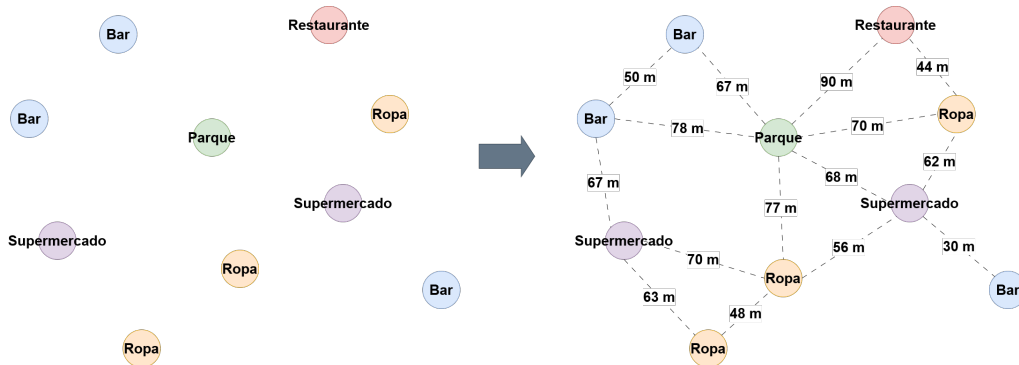 Bar
Restaurante
Bar
Ropa
Parque
Supermercado
Supermercado
Ropa
Bar
Ropa
Bar
Restaurante
50 m
67 m
90 m
44 m
Bar
Ropa
78 m
Parque
70 m
62 m
67 m
68 m
Supermercado
77 m
Supermercado
56 m
30 m
70 m
Ropa
Bar
63 m
48 m
Ropa